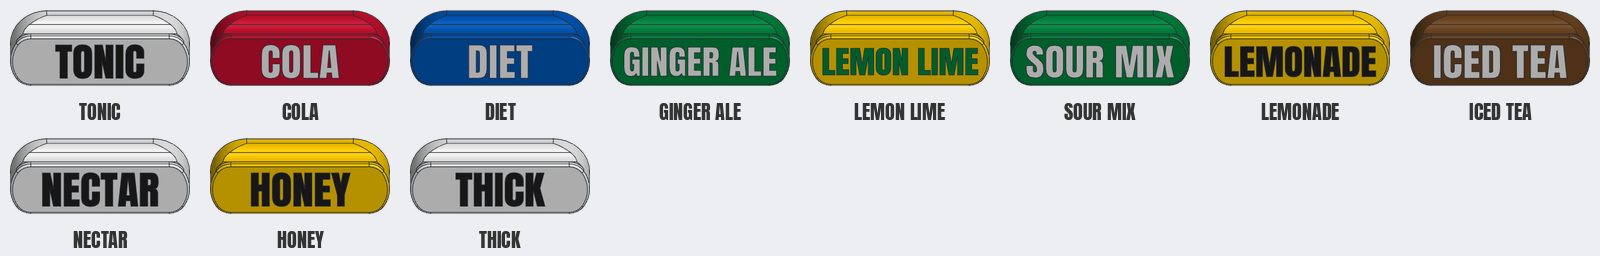 TONIC COLA DIET GINGER ALE LEMON LIME SOUR MIX LEMONADE ICED TEA
TONIC COLA DIET GINGER ALE LEMON LIME SOUR MIX LEMONADE ICED TEA
NECTAR HONEY THICK
NECTAR HONEY THICK